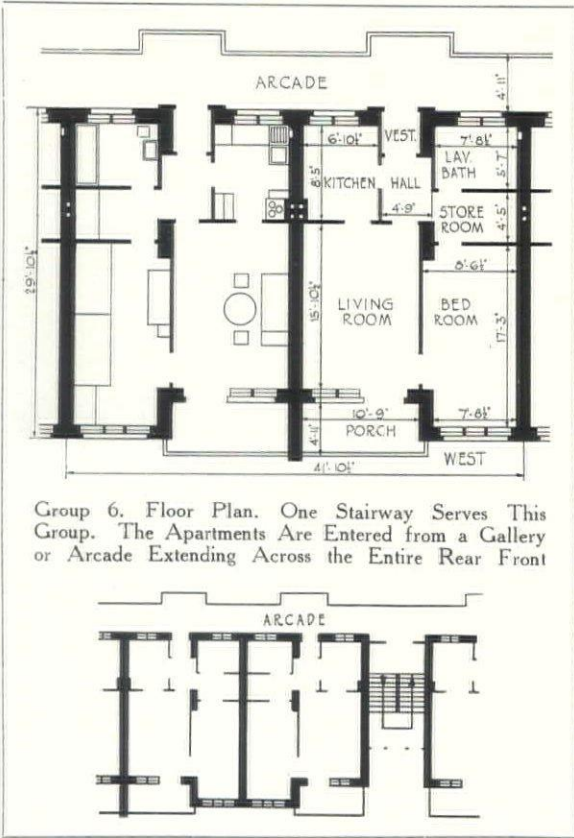 ARCADE
4'-11"
6'-10½"
VEST.
7'-8½"
LAY.
BATH
5'-7"
8'-5"
KITCHEN
HALL
4'-9"
STORE
ROOM
4'-5"
8'-6½"
29'-10½"
15'-10½"
LIVING
ROOM
BED
ROOM
17'-3"
10'-9"
7'-8½"
4'-11"
PORCH
WEST
41'-10½"
Group 6. Floor Plan. One Stairway Serves This
Group. The Apartments Are Entered from a Gallery
or Arcade Extending Across the Entire Rear Front
ARCADE